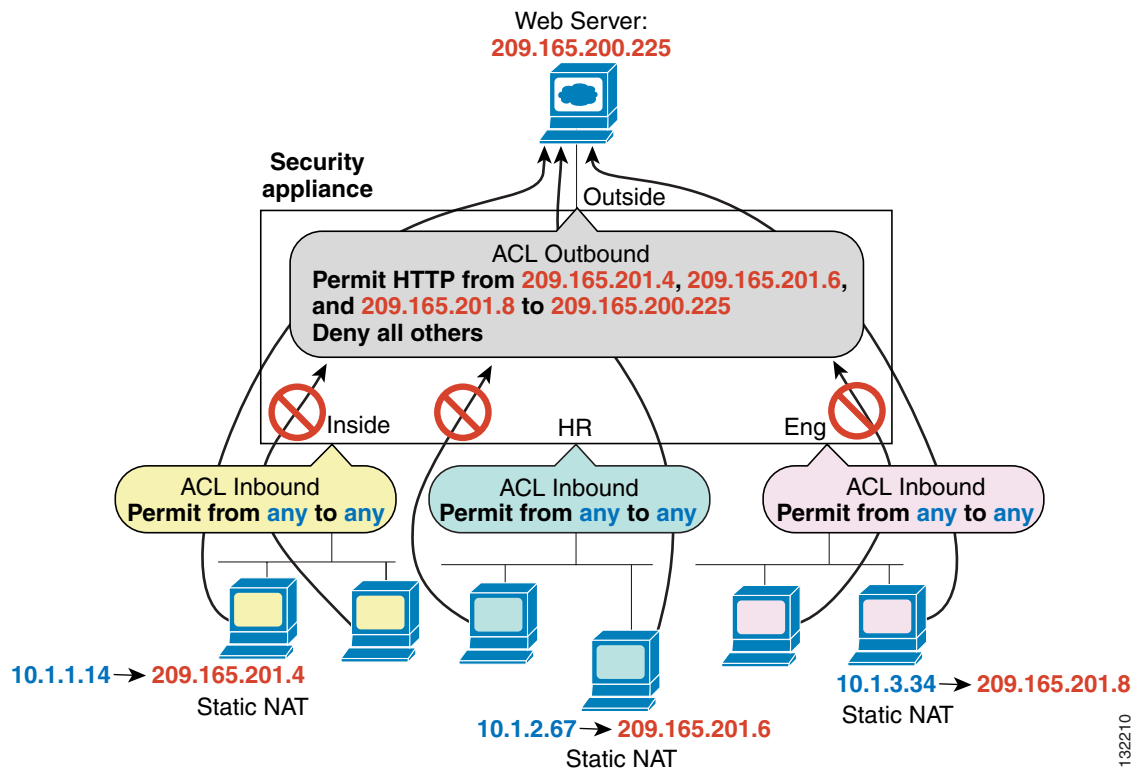 Web Server:
209.165.200.225
Security
appliance
Outside
ACL Outbound
Permit HTTP from 209.165.201.4, 209.165.201.6,
and 209.165.201.8 to 209.165.200.225
Deny all others
Inside
HR
Eng
ACL Inbound
Permit from any to any
ACL Inbound
Permit from any to any
ACL Inbound
Permit from any to any
10.1.1.14 209.165.201.4
Static NAT
10.1.2.67 209.165.201.6
Static NAT
10.1.3.34 209.165.201.8
Static NAT
132210